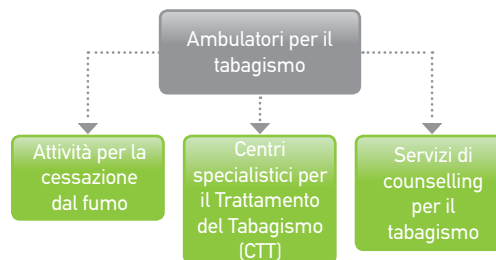 Ambulatori per il
tabagismo
Attività per la
cessazione
dal fumo
Centri
specialistici per
il Trattamento
del Tabagismo
(CTT)
Servizi di
counselling
per il
tabagismo